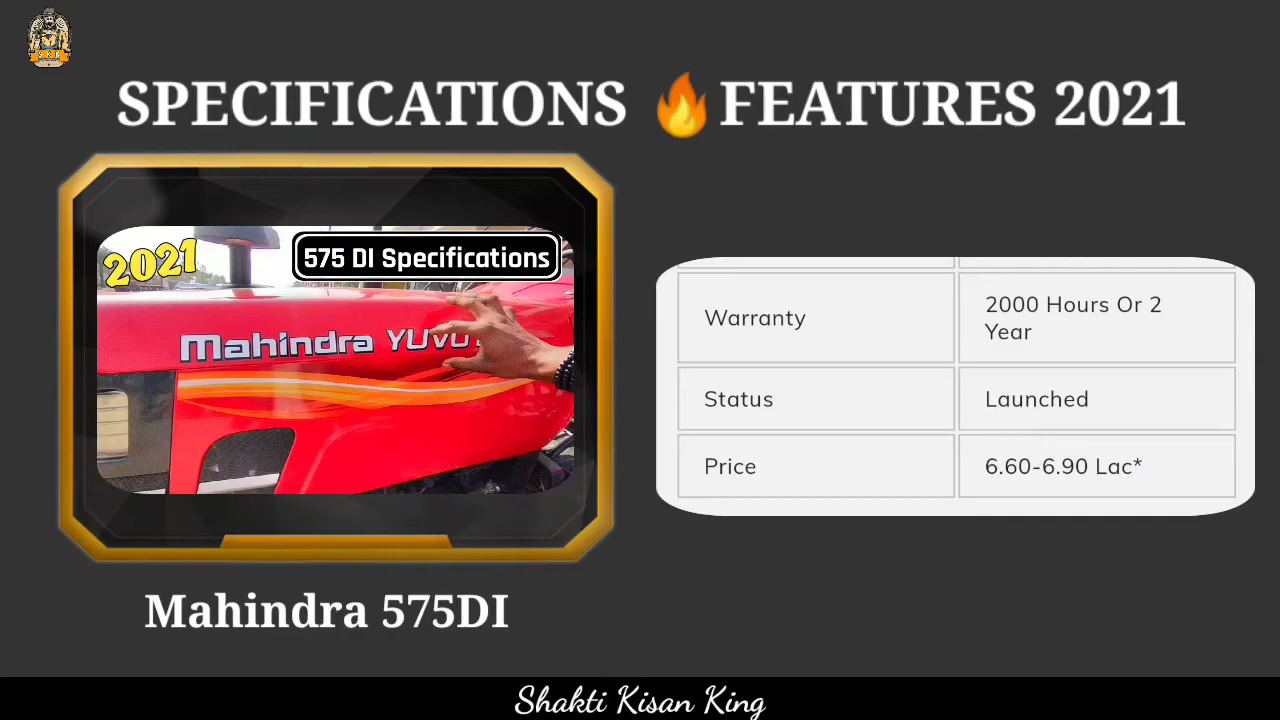 SPECIFICATIONS 🔥FEATURES 2021
2021
575 DI Specifications
Mahindra YUVO
Warranty
2000 Hours Or 2
Year
Status
Launched
Price
6.60-6.90 Lac*
Mahindra 575DI
Shakti Kisan King